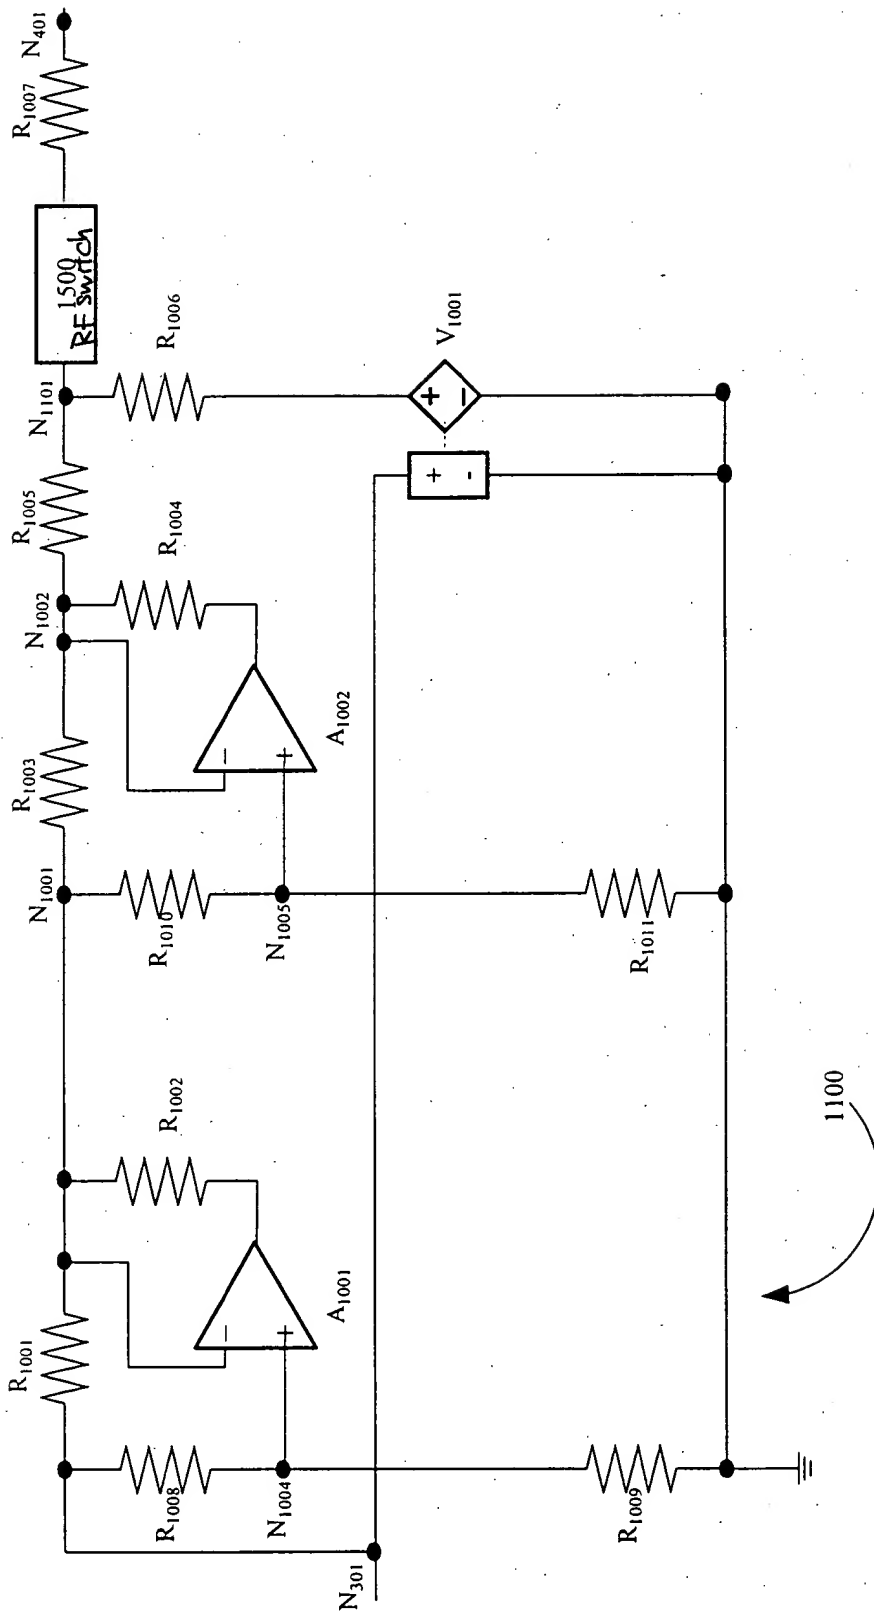 R1001
R1003
R1005
R1007
N1001
N1002
N1101
N401
1500
RF switch
R1008
R1002
R1010
R1004
R1006
N1004
N1005
−
+
−
+
A1001
A1002
N301
+
-
+
−
V1001
R1009
R1011
1100